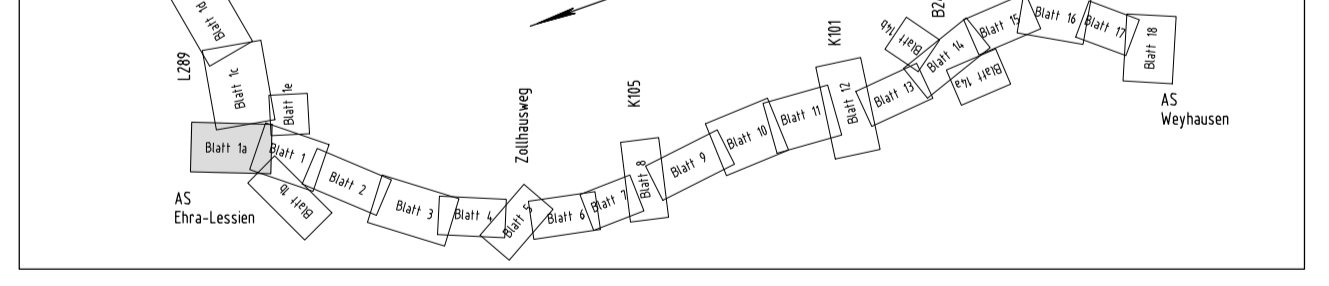 Blatt 1d
L289
Blatt 1c
Blatt 1e
Blatt 1a
Blatt 1
Blatt 1b
AS
Ehra-Lessien
Blatt 2
Blatt 3
Blatt 4
Zollhausweg
Blatt 5
Blatt 6
Blatt 7
K105
Blatt 8
Blatt 9
Blatt 10
Blatt 11
K101
Blatt 12
Blatt 13
Blatt 14b
Blatt 14
Blatt 14a
Blatt 15
Blatt 16
Blatt 17
Blatt 18
AS
Weyhausen